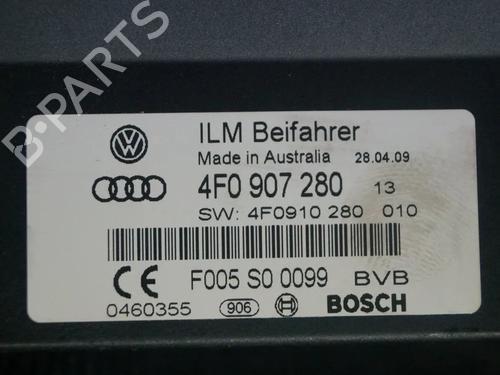 B-PARTS
ILM Beifahrer
Made in Australia 28.04.09
4F0 907 280 13
SW: 4F0910 280 010
CE F005 S0 0099 BVB
0460355 906 BOSCH